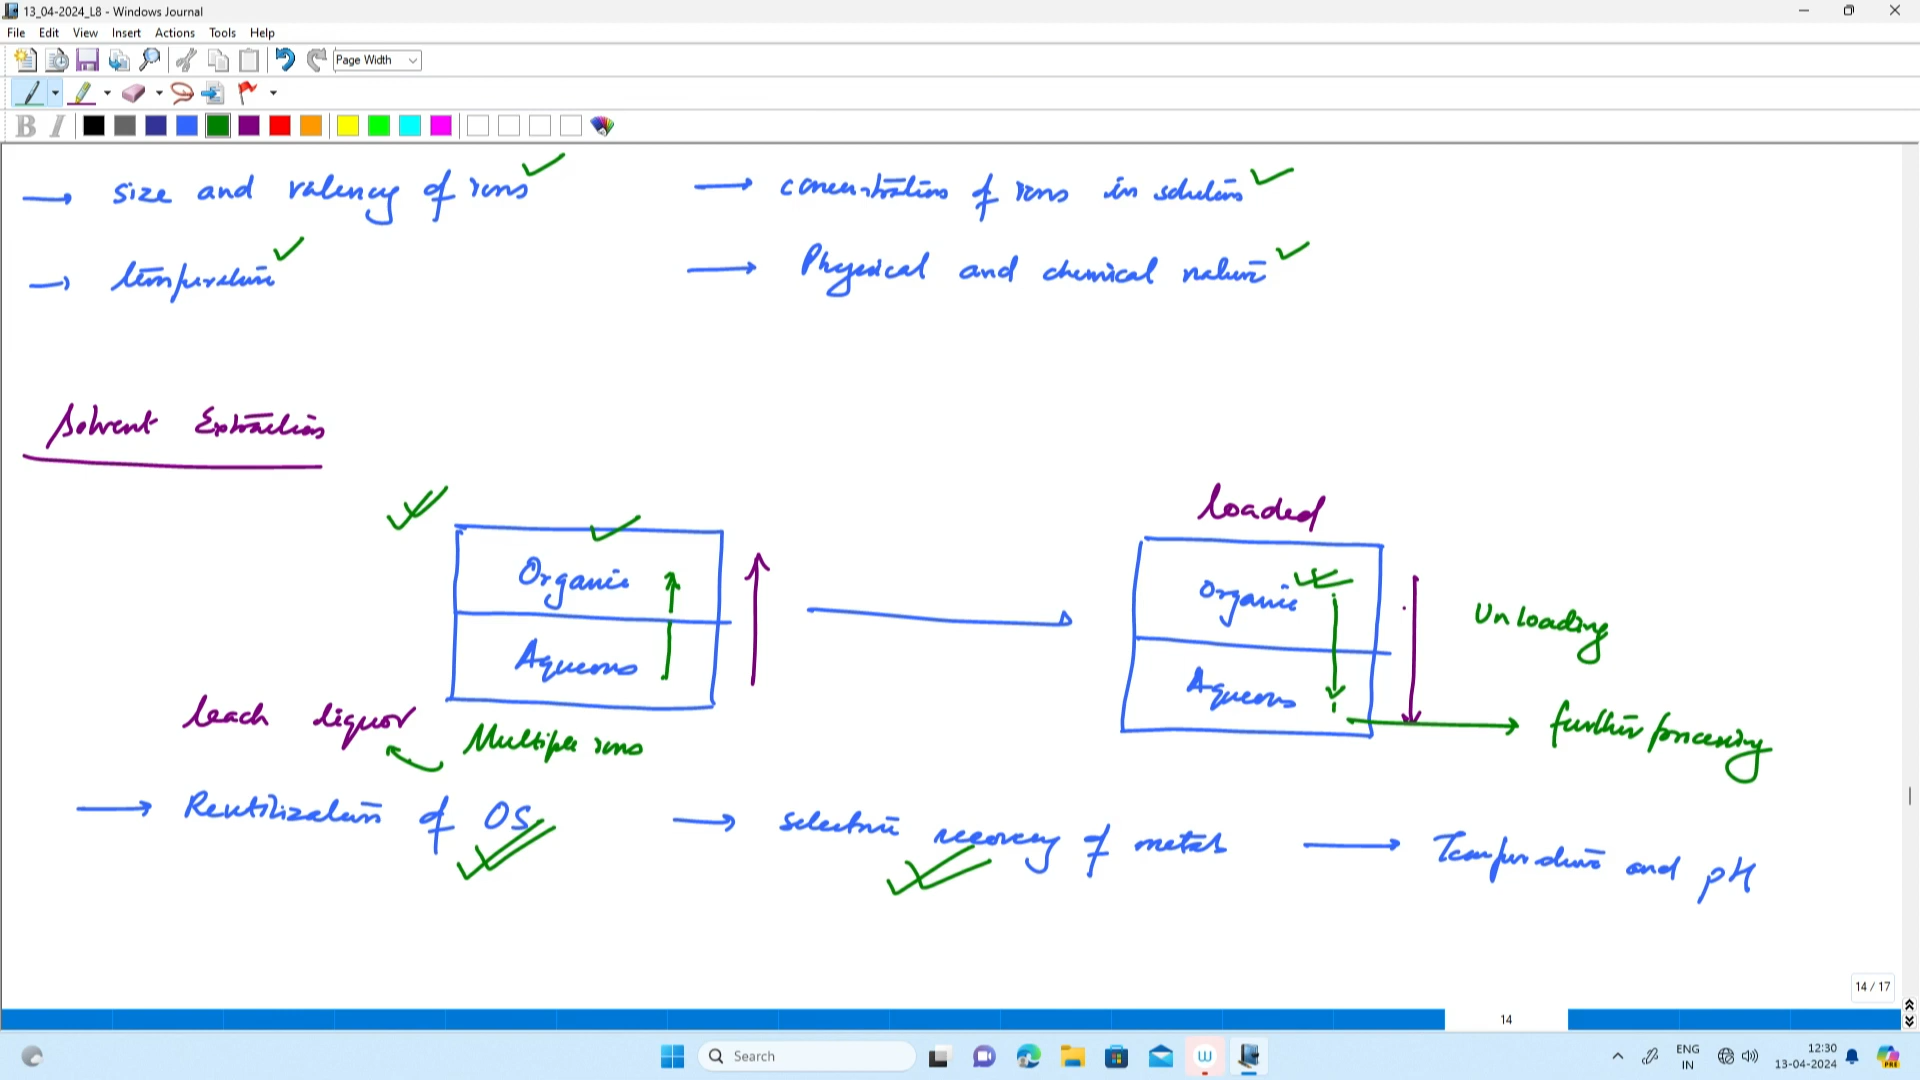 13_04-2024_L8 - Windows Journal
File Edit View Insert Actions Tools Help
Page Width
B I
→ size and valency of ions → concentration of ions in solution
→ temperature → Physical and chemical nature
Solvent Extraction
loaded
Organic Organic Unloading
Aqueous Aqueous
leach liquor Multiple ions further processing
→ Reutilization of OS → selective recovery of metals → Temperature and pH
14 / 17
14
Search
ENG
IN
12:30
13-04-2024